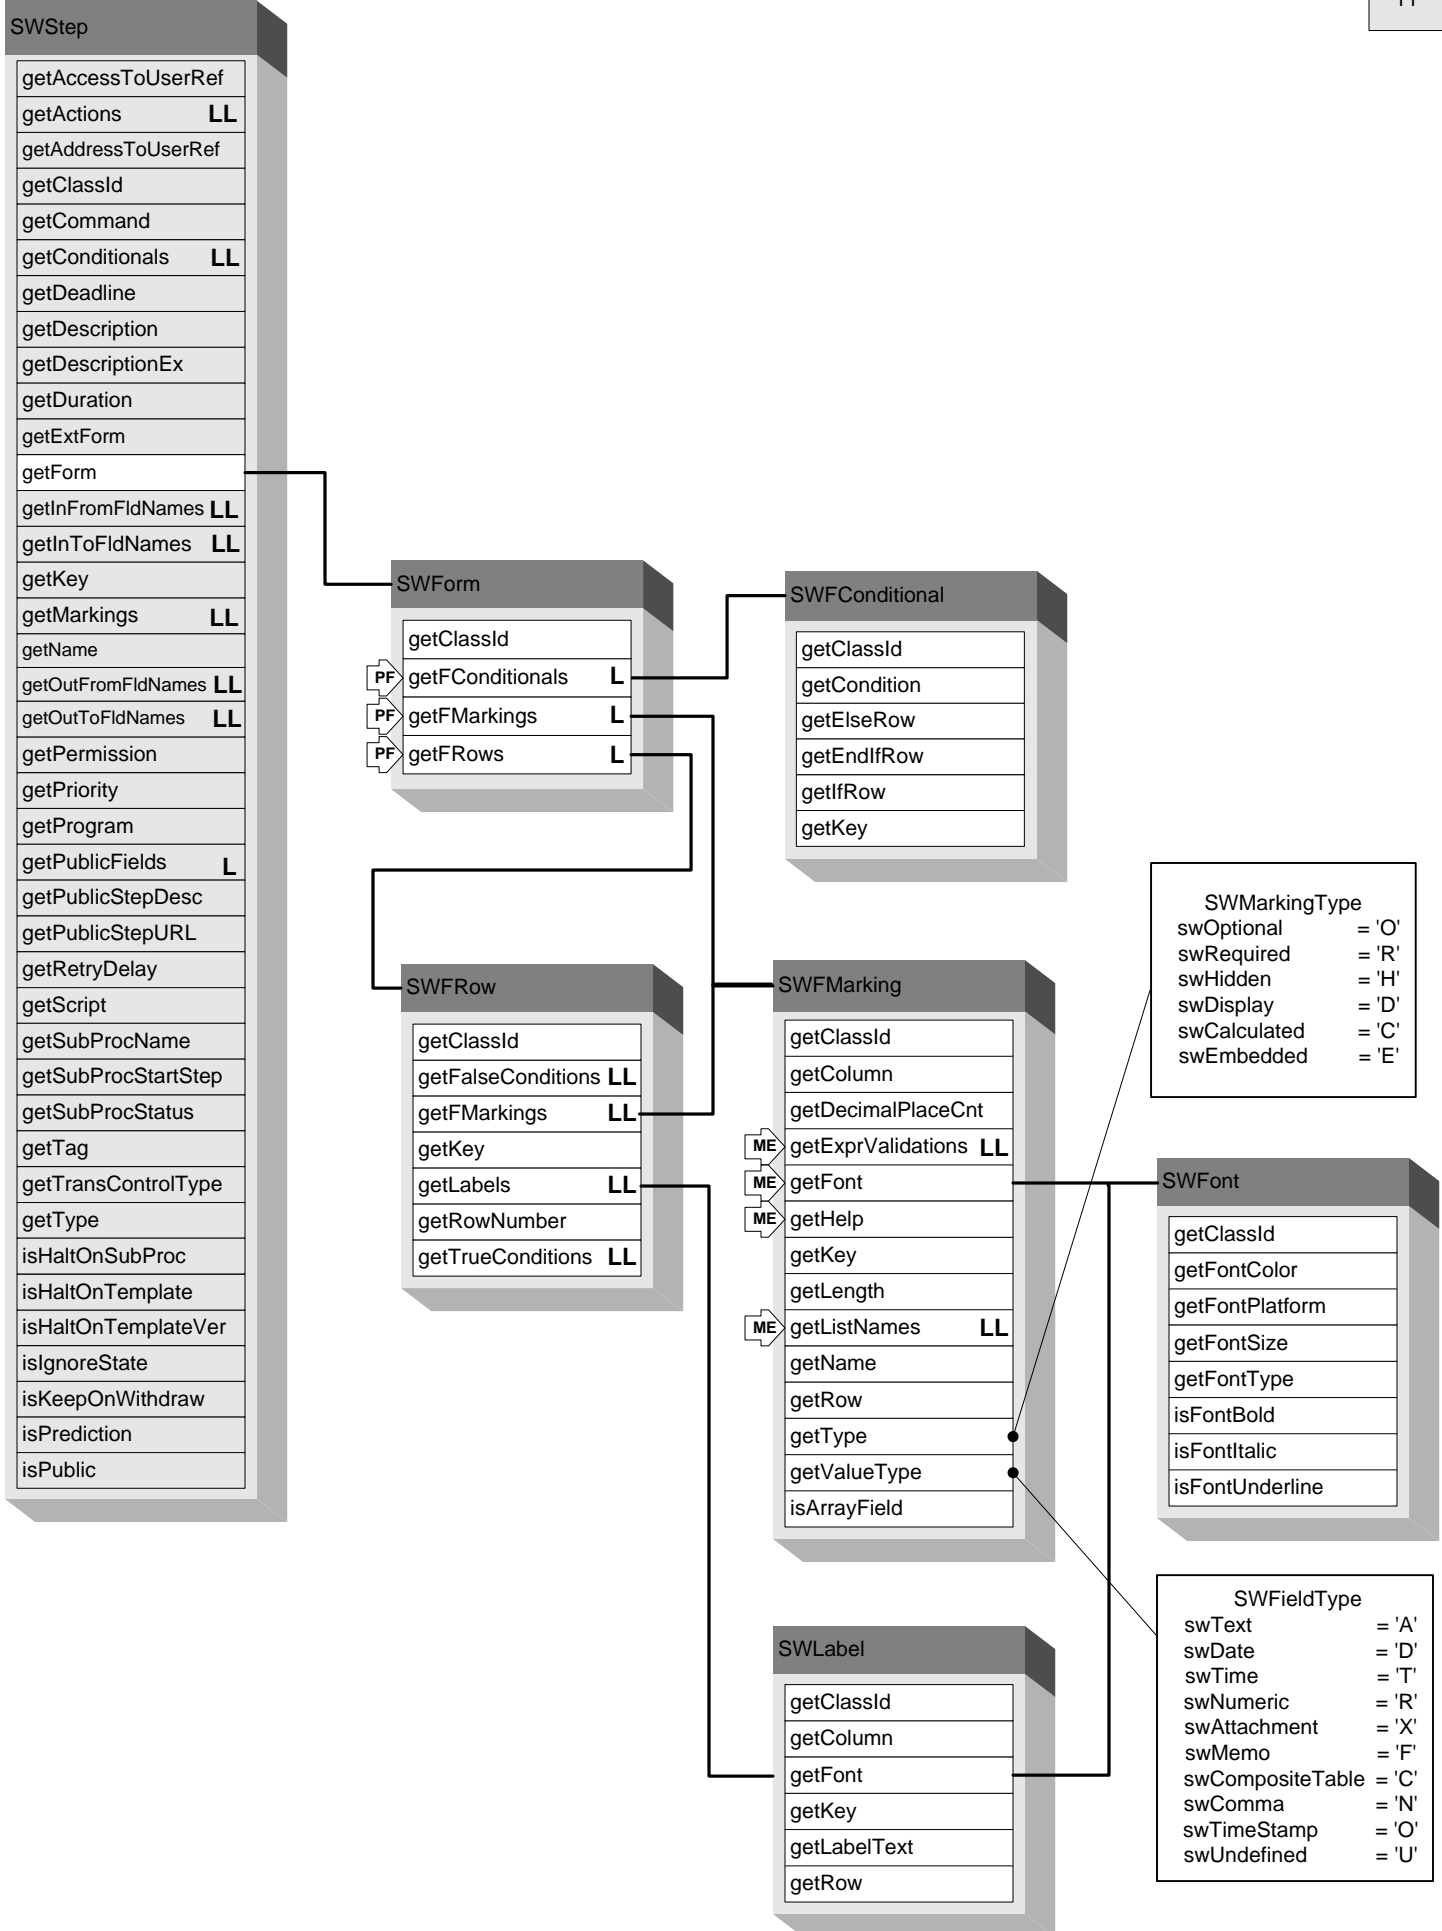 SWStep
getAccessToUserRef
getActions LL
getAddressToUserRef
getClassId
getCommand
getConditionals LL
getDeadline
getDescription
getDescriptionEx
getDuration
getExtForm
getForm
getInFromFldNames LL
getInToFldNames LL
getKey
getMarkings LL
getName
getOutFromFldNames LL
getOutToFldNames LL
getPermission
getPriority
getProgram
getPublicFields L
getPublicStepDesc
getPublicStepURL
getRetryDelay
getScript
getSubProcName
getSubProcStartStep
getSubProcStatus
getTag
getTransControlType
getType
isHaltOnSubProc
isHaltOnTemplate
isHaltOnTemplateVer
isIgnoreState
isKeepOnWithdraw
isPrediction
isPublic
SWForm
getClassId
PF getFConditionals L
PF getFMarkings L
PF getFRows L
SWFConditional
getClassId
getCondition
getElseRow
getEndIfRow
getIfRow
getKey
SWFRow
getClassId
getFalseConditions LL
getFMarkings LL
getKey
getLabels LL
getRowNumber
getTrueConditions LL
SWFMarking
getClassId
getColumn
getDecimalPlaceCnt
ME getExprValidations LL
ME getFont
ME getHelp
getKey
getLength
ME getListNames LL
getName
getRow
getType
getValueType
isArrayField
SWMarkingType
swOptional = 'O'
swRequired = 'R'
swHidden = 'H'
swDisplay = 'D'
swCalculated = 'C'
swEmbedded = 'E'
SWFont
getClassId
getFontColor
getFontPlatform
getFontSize
getFontType
isFontBold
isFontItalic
isFontUnderline
SWLabel
getClassId
getColumn
getFont
getKey
getLabelText
getRow
SWFieldType
swText = 'A'
swDate = 'D'
swTime = 'T'
swNumeric = 'R'
swAttachment = 'X'
swMemo = 'F'
swCompositeTable = 'C'
swComma = 'N'
swTimeStamp = 'O'
swUndefined = 'U'